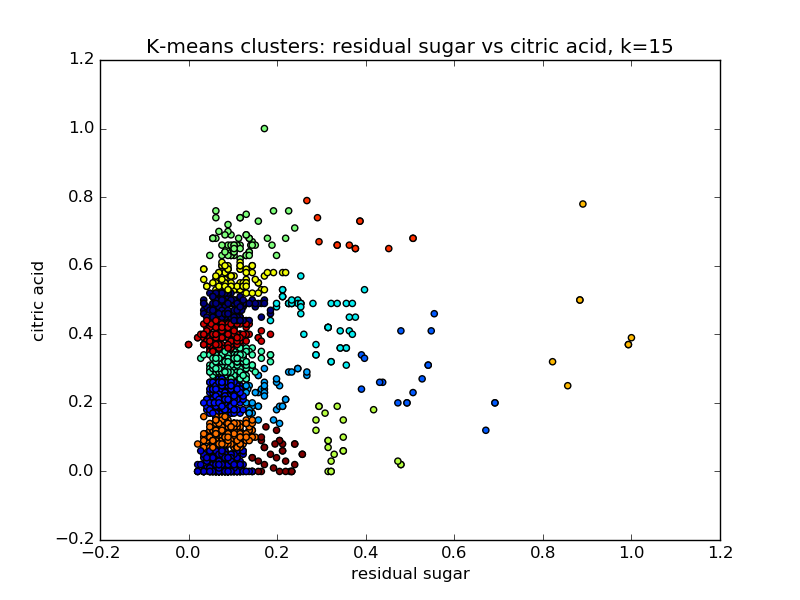 K-means clusters: residual sugar vs citric acid, k=15
1.2
1.0
0.8
0.6
0.4
0.2
0.0
−0.2
citric acid
−0.2 0.0 0.2 0.4 0.6 0.8 1.0 1.2
residual sugar